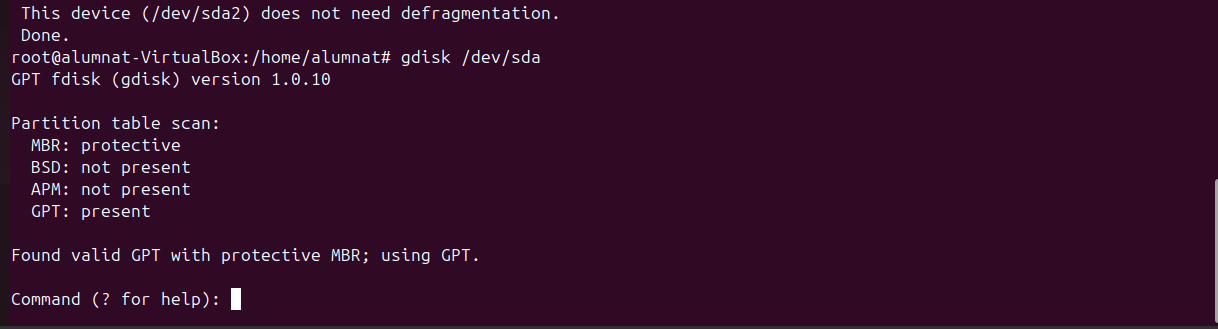 This device (/dev/sda2) does not need defragmentation.
Done.
root@alumnat-VirtualBox:/home/alumnat# gdisk /dev/sda
GPT fdisk (gdisk) version 1.0.10
Partition table scan:
MBR: protective
BSD: not present
APM: not present
GPT: present
Found valid GPT with protective MBR; using GPT.
Command (? for help):